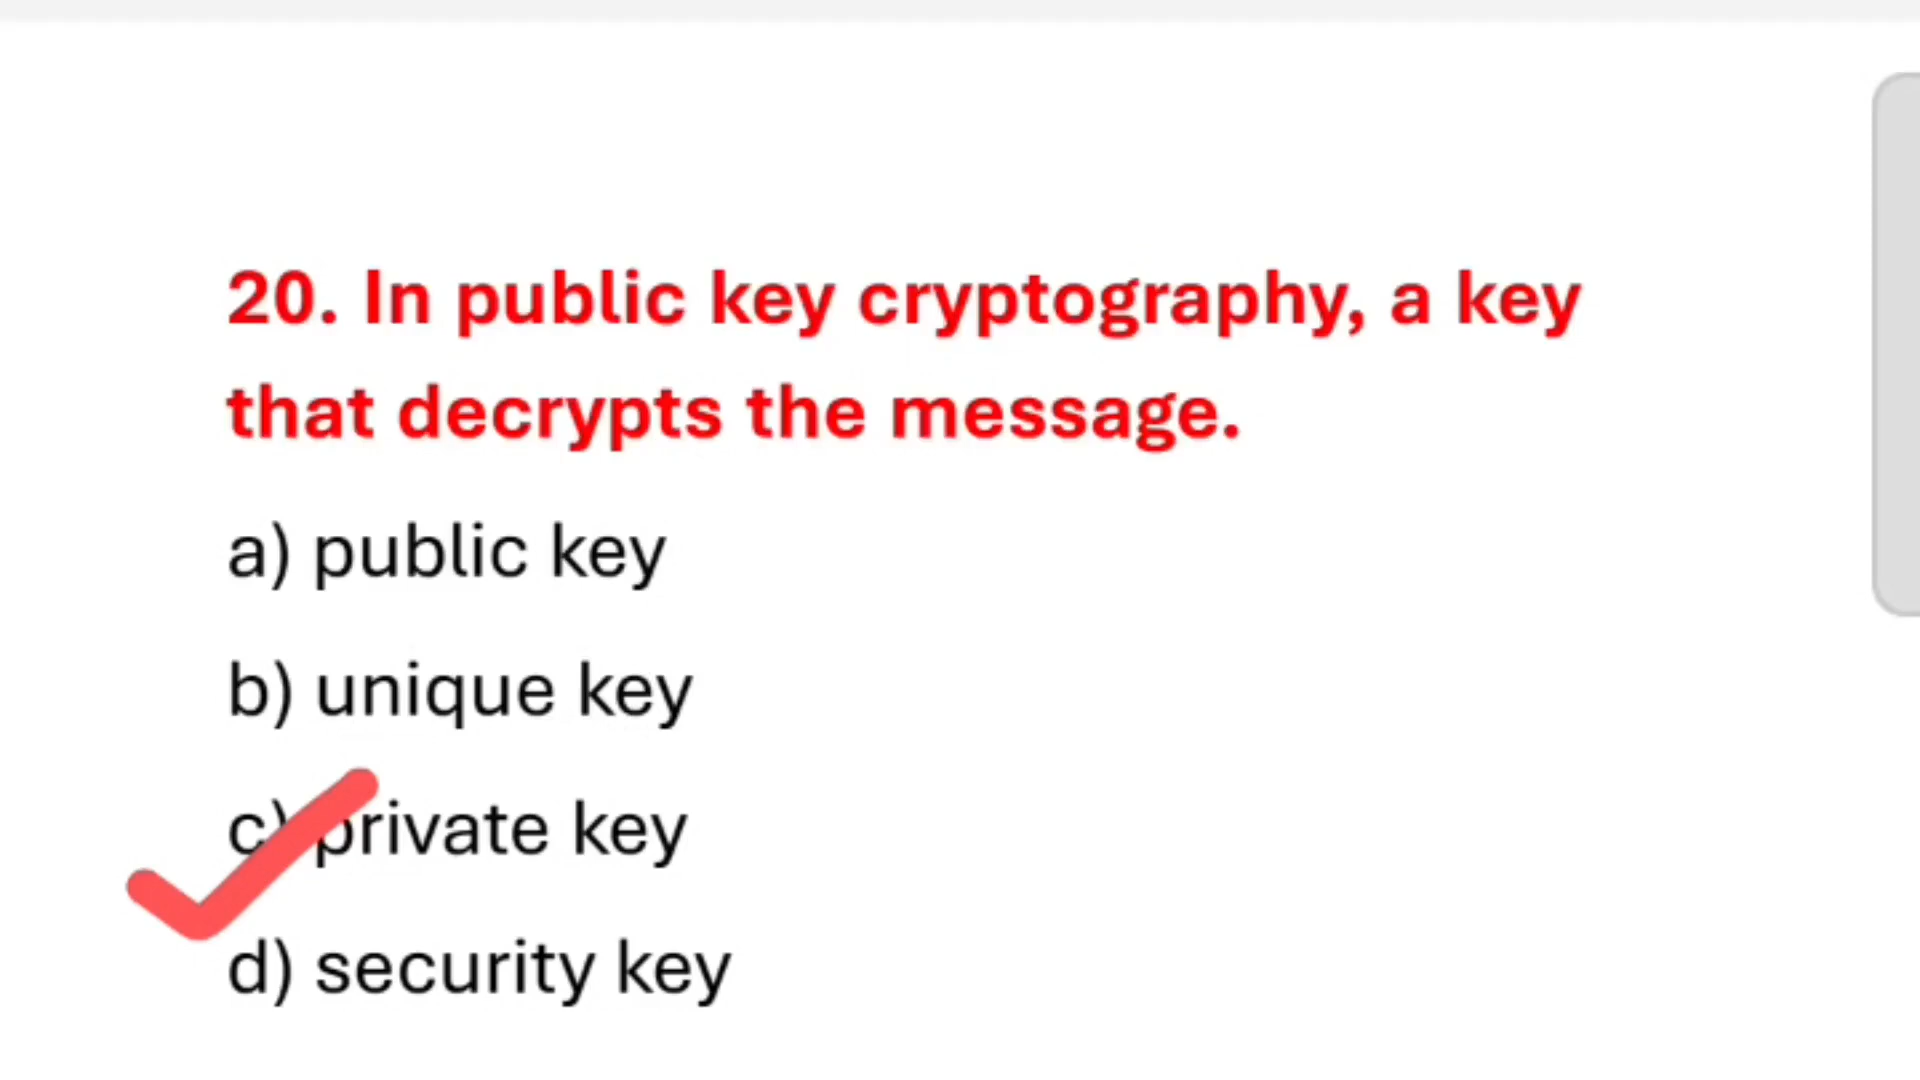 20. In public key cryptography, a key
that decrypts the message.
a) public key
b) unique key
c) private key
d) security key